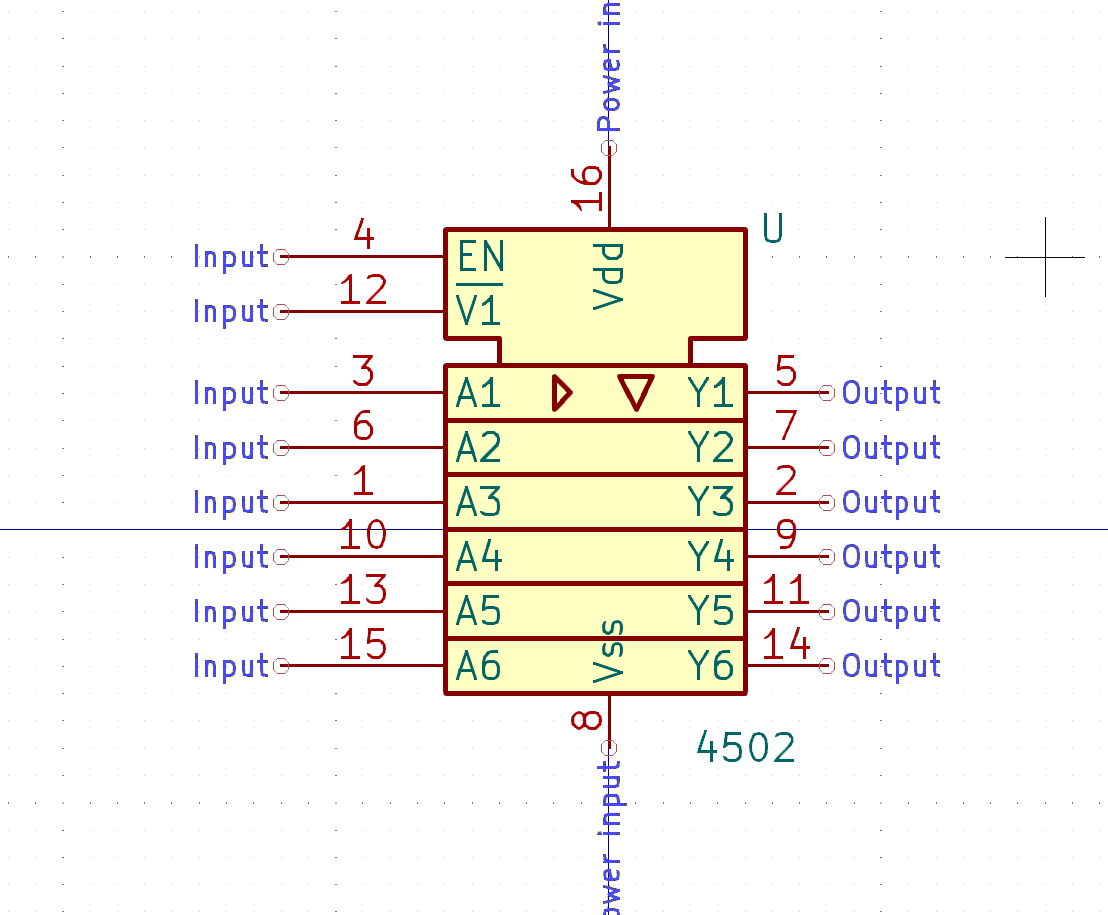 Power in
16
U
Input 4 EN Vdd
Input 12 V1
Input 3 A1 Y1 5 Output
Input 6 A2 Y2 7 Output
Input 1 A3 Y3 2 Output
Input 10 A4 Y4 9 Output
Input 13 A5 Y5 11 Output
Input 15 A6 Vss Y6 14 Output
8
4502
ower input